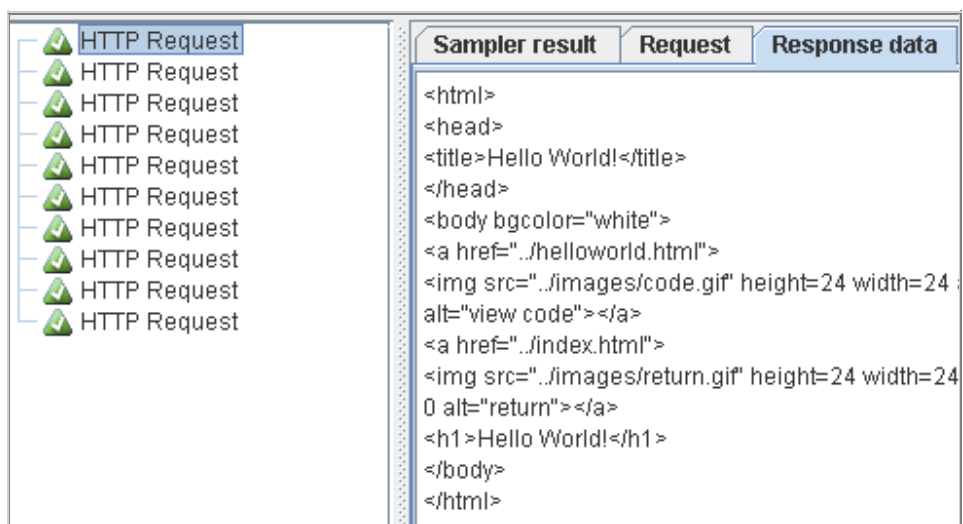 HTTP Request
HTTP Request
HTTP Request
HTTP Request
HTTP Request
HTTP Request
HTTP Request
HTTP Request
HTTP Request
HTTP Request
Sampler result Request Response data
<html>
<head>
<title>Hello World!</title>
</head>
<body bgcolor="white">
<a href="../helloworld.html">
<img src="../images/code.gif" height=24 width=24
alt="view code"></a>
<a href="../index.html">
<img src="../images/return.gif" height=24 width=24
0 alt="return"></a>
<h1>Hello World!</h1>
</body>
</html>